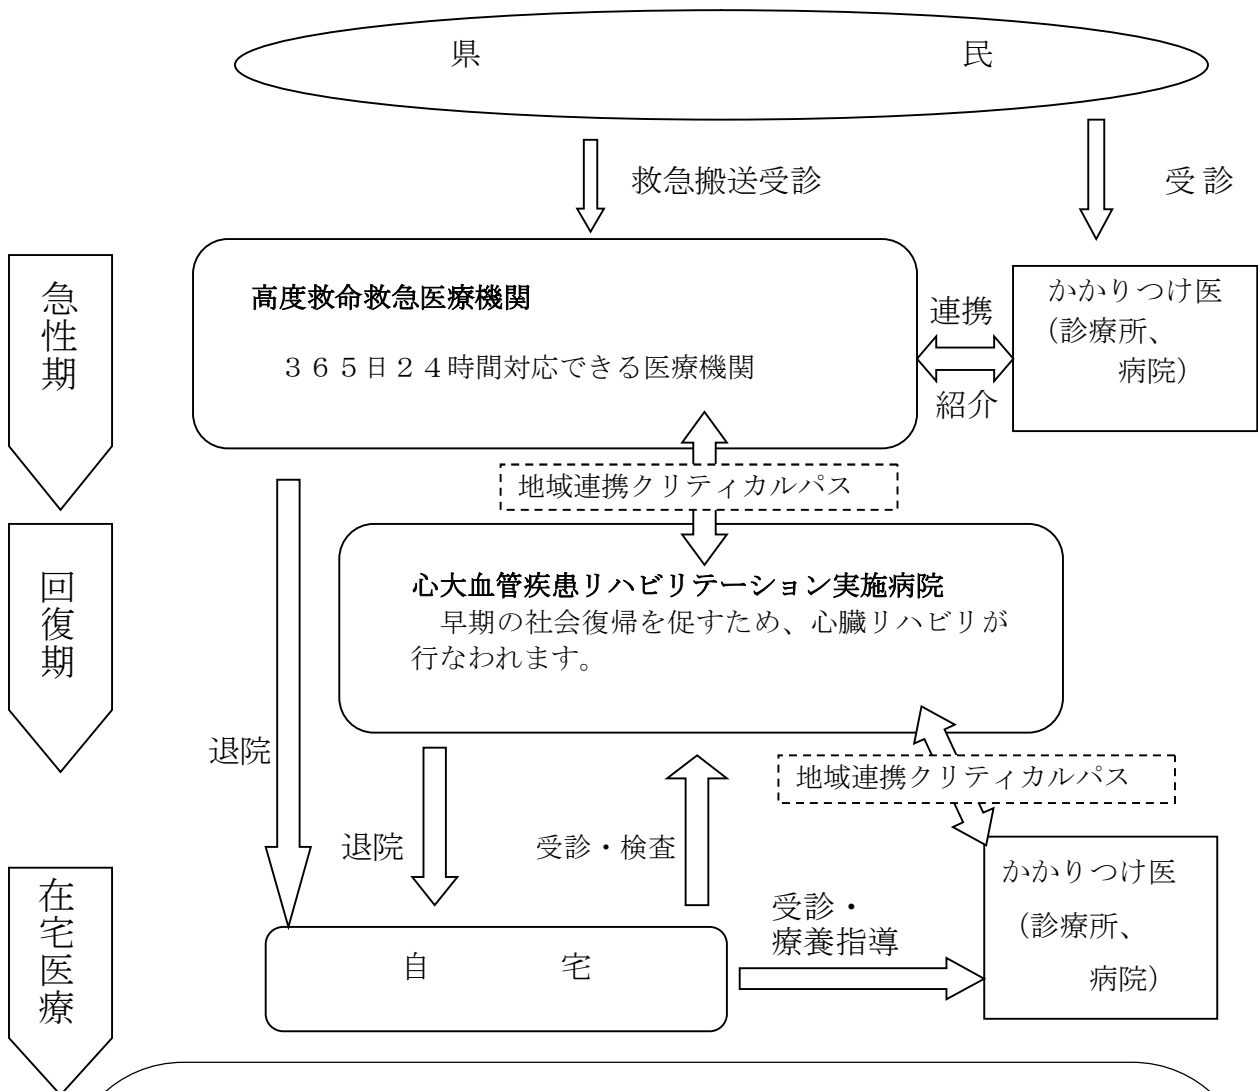 県　民
救急搬送受診
受 診
急性期
高度救命救急医療機関
３６５日２４時間対応できる医療機関
連携
紹介
かかりつけ医
（診療所、
病院）
地域連携クリティカルパス
回復期
心大血管疾患リハビリテーション実施病院
早期の社会復帰を促すため、心臓リハビリが
行なわれます。
退院
退院
受診・検査
地域連携クリティカルパス
在宅医療
自　宅
受診・
療養指導
かかりつけ医
（診療所、
病院）